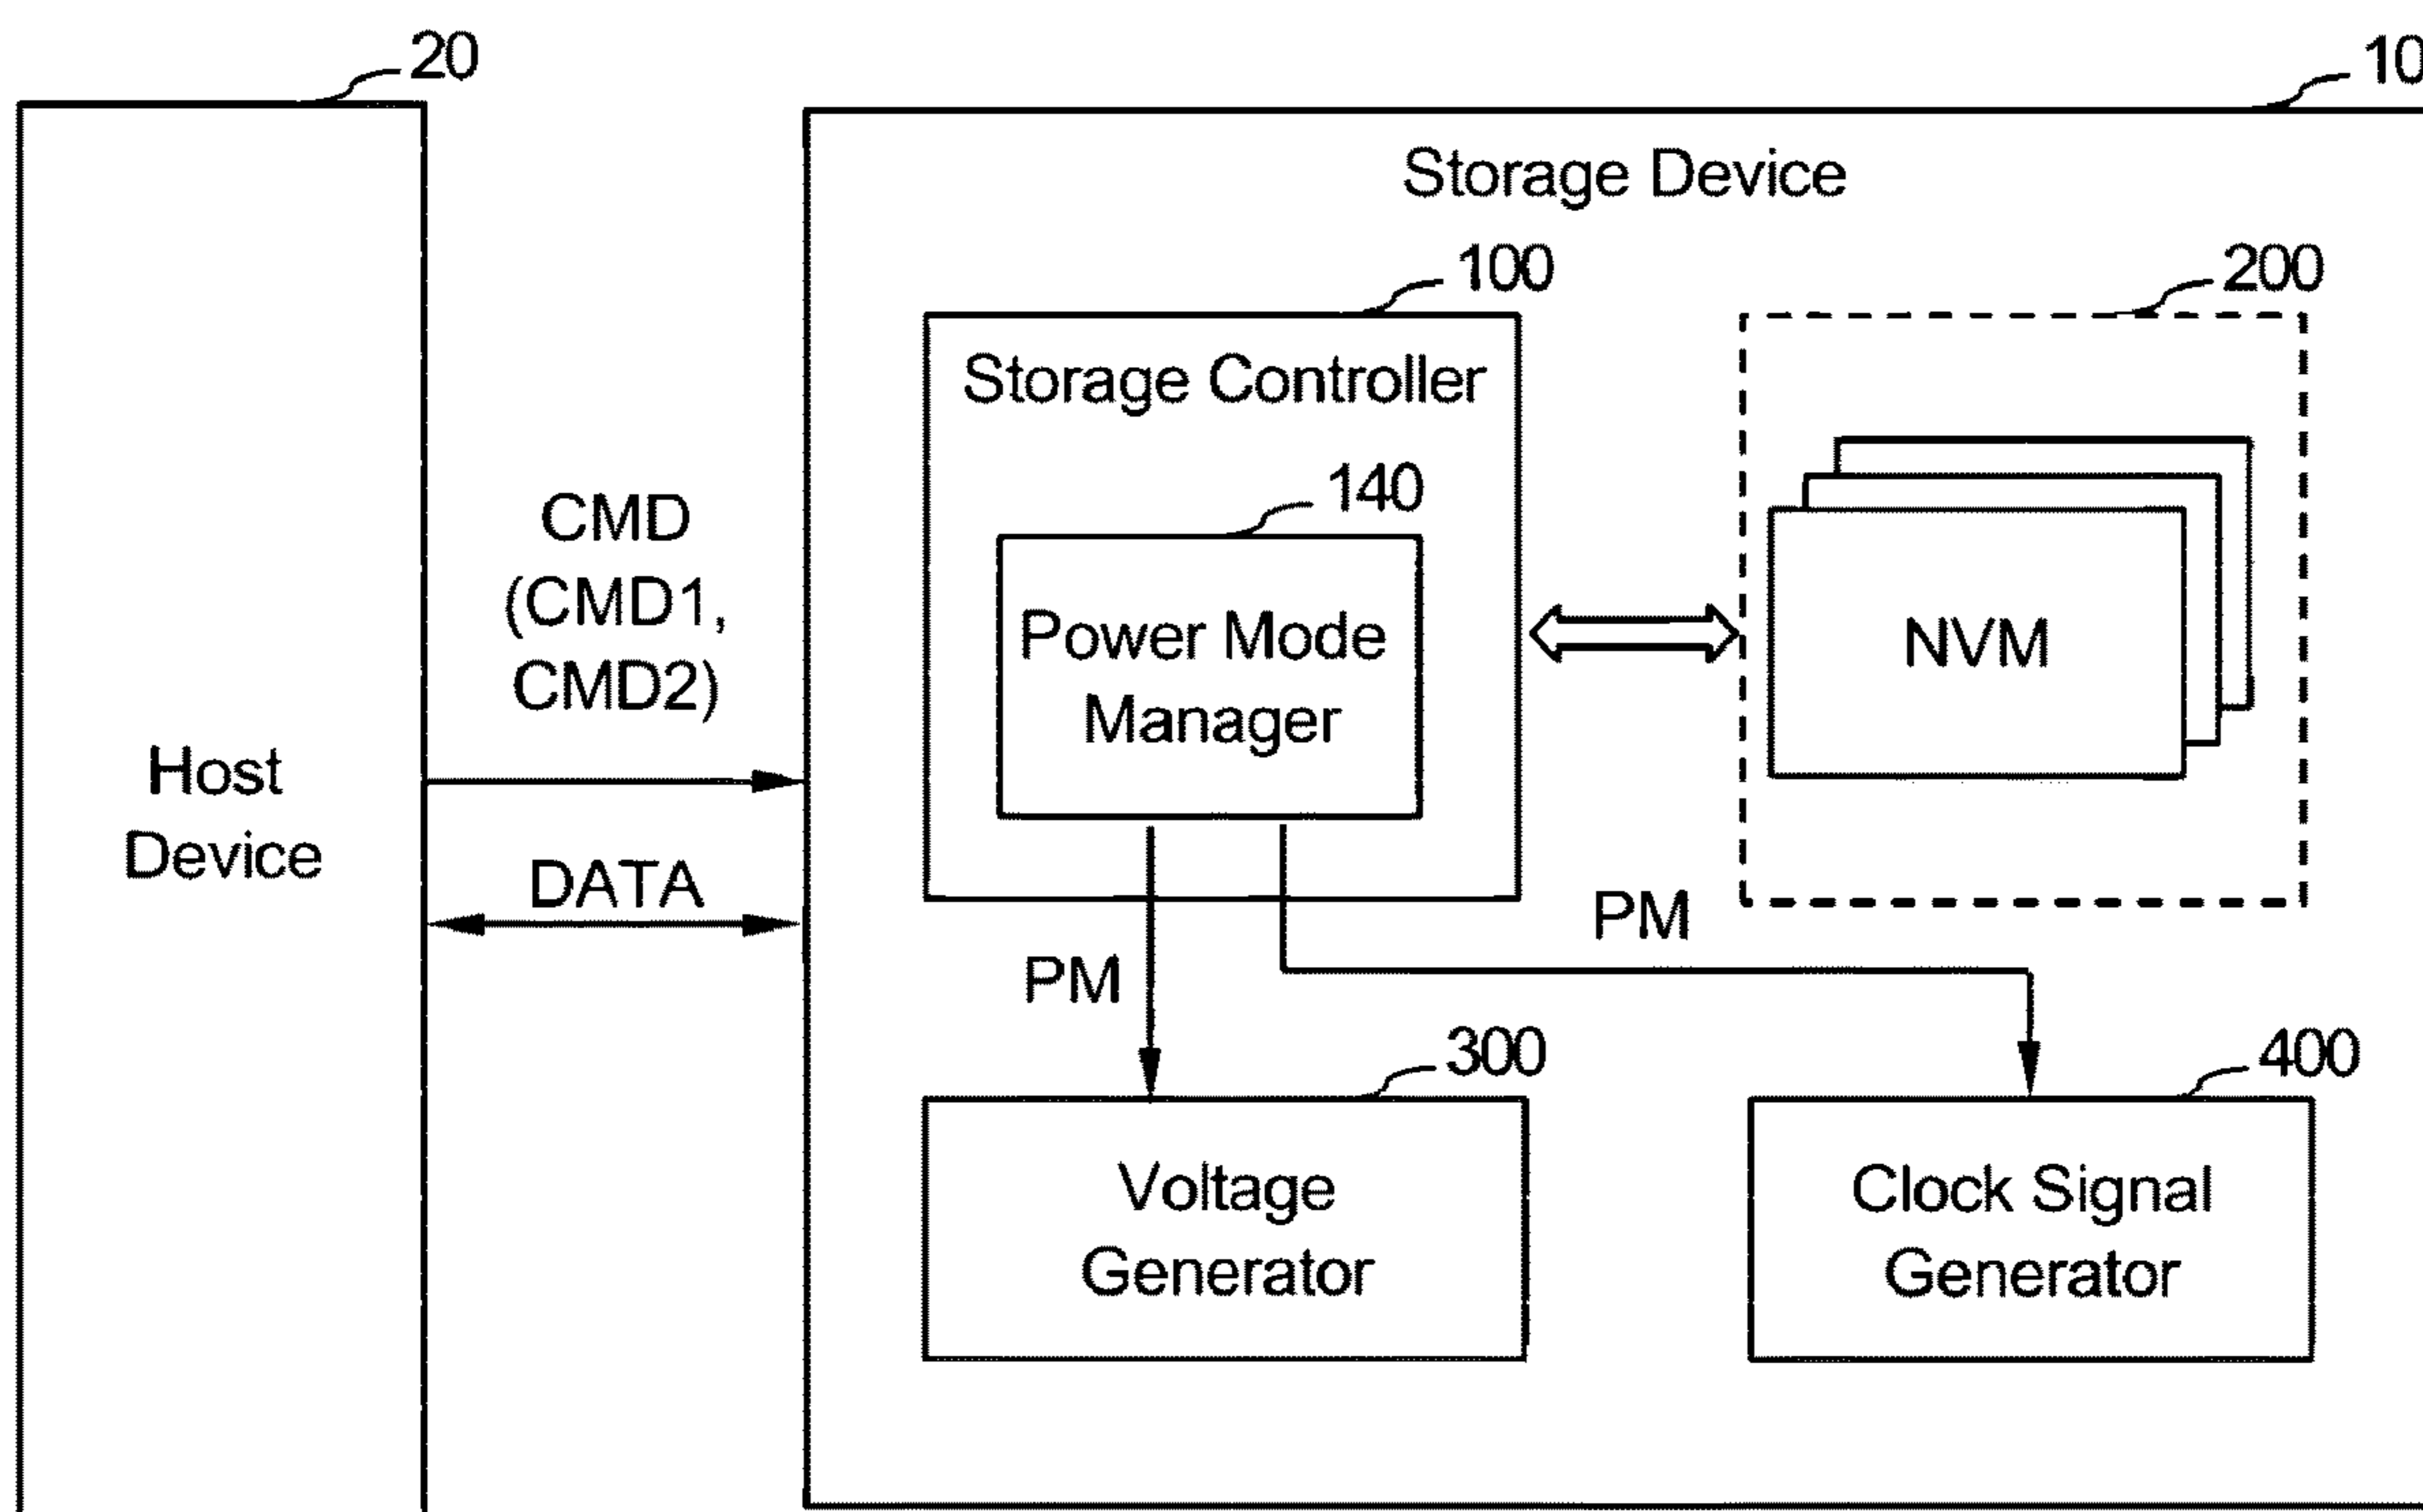 20
10
Storage Device
100
200
Storage Controller
140
CMD
(CMD1,
CMD2)
Power Mode
Manager
NVM
Host
Device
DATA
PM
PM
300
400
Voltage
Generator
Clock Signal
Generator